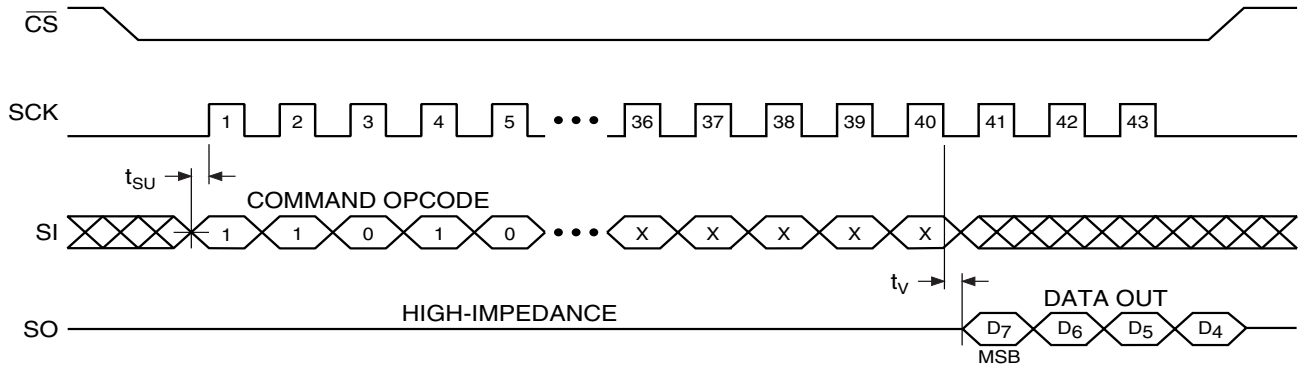 CS
SCK 1 2 3 4 5 ••• 36 37 38 39 40 41 42 43
tSU
COMMAND OPCODE
SI 1 1 0 1 0 ••• X X X X X
tV
HIGH-IMPEDANCE
DATA OUT
SO D7 D6 D5 D4
MSB